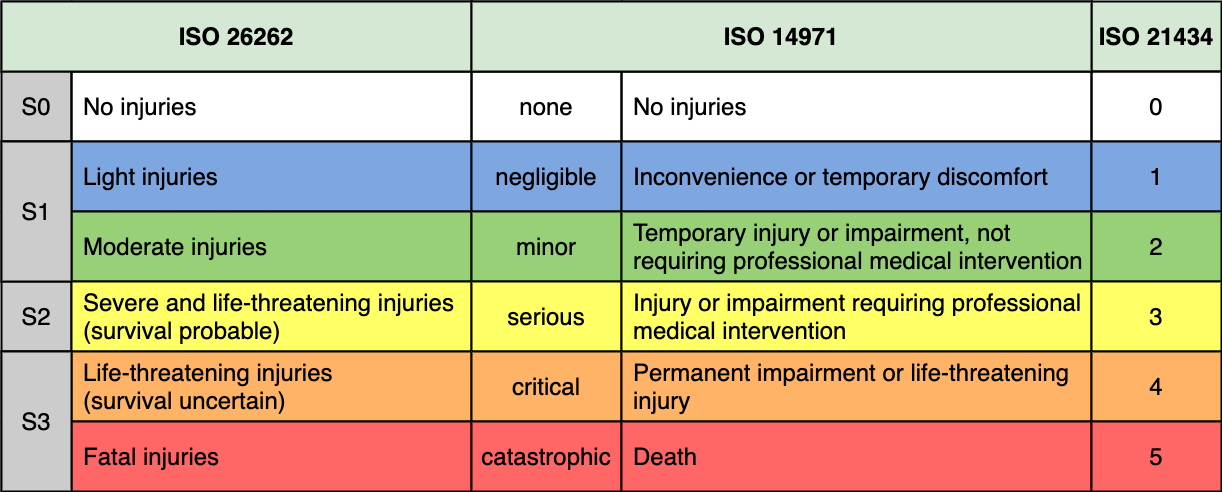 ISO 26262 ISO 14971 ISO 21434
S0 No injuries none No injuries 0
S1
Light injuries negligible Inconvenience or temporary discomfort 1
Moderate injuries minor Temporary injury or impairment, not
requiring professional medical intervention 2
S2 Severe and life-threatening injuries
(survival probable) serious Injury or impairment requiring professional
medical intervention 3
S3
Life-threatening injuries
(survival uncertain) critical Permanent impairment or life-threatening
injury 4
Fatal injuries catastrophic Death 5